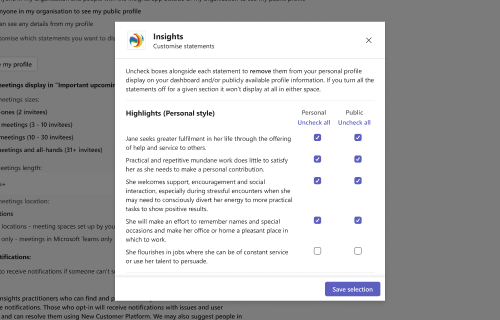 anyone in my organisation to see my public profile
can see any details from my profile
Insights
Customise statements
my profile
Uncheck boxes alongside each statement to remove them from your personal profile
display on your dashboard and/or publicly available profile information. If you turn all the
statements off for a given section it won't display at all in either space.
meetings display in "Important upcomin
Highlights (Personal style)
Personal
Public
Uncheck all
Uncheck all
meetings sizes:
-ones (2 invitees)
meetings (3 - 10 invitees)
meetings (10 - 30 invitees)
meetings and all-hands (31+ invitees)
Jane seeks greater fulfilment in her life through the offering
of help and service to others.
Practical and repetitive mundane work does little to satisfy
her as she needs to make a personal contribution.
She welcomes support, encouragement and social
interaction, especially during stressful encounters when she
may need to consciously divert her energy to more practical
tasks to show positive results.
meetings length:
meetings location:
locations - meeting spaces set up by you
only - meetings in Microsoft Teams only
She will make an effort to remember names and special
occasions and make her office or home a pleasant place in
which to work.
She flourishes in jobs where she can be of constant service
or use her talent to persuade.
to receive notifications if someone can't s
Save selection
nsights practitioners who can find and p
notifications. Those who opt-in will receive notifications with issues and user
and can resolve them using New Customer Platform. We may also suggest people in